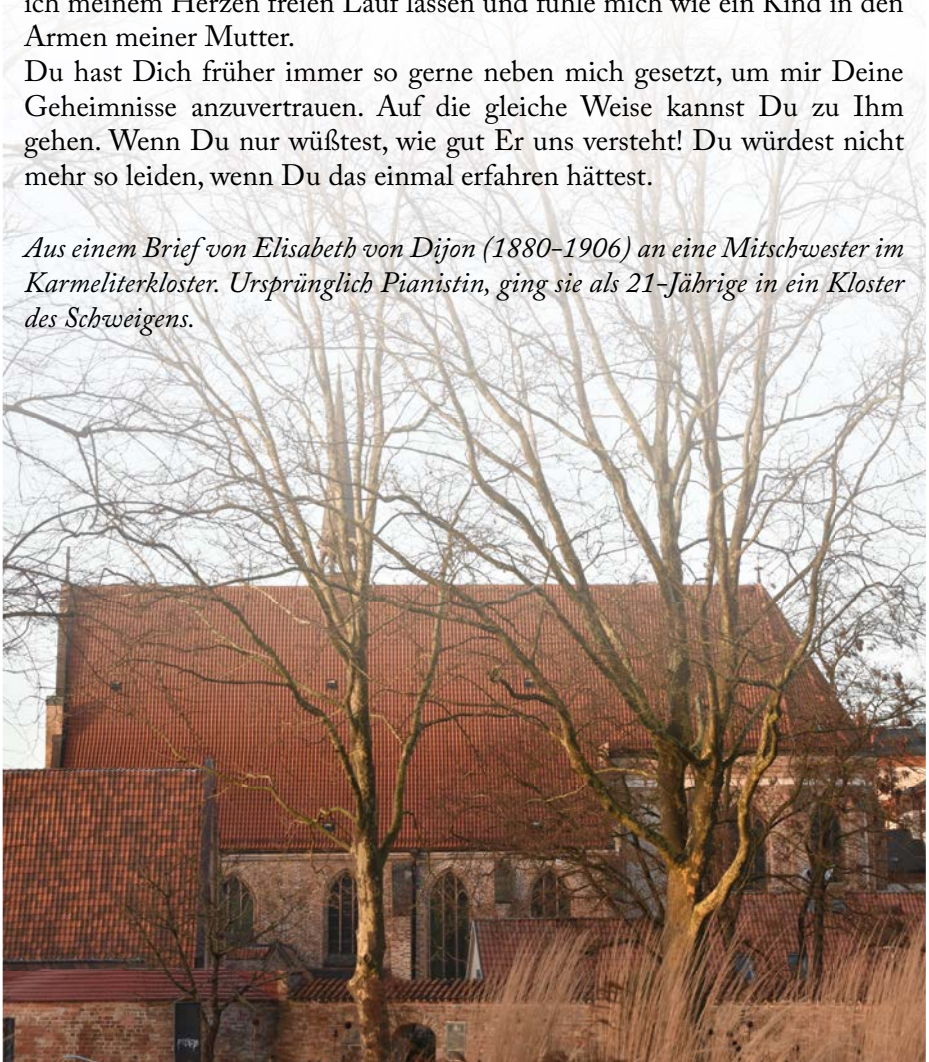 ich meinem Herzen freien Lauf lassen und fühle mich wie ein Kind in den
Armen meiner Mutter.
Du hast Dich früher immer so gerne neben mich gesetzt, um mir Deine
Geheimnisse anzuvertrauen. Auf die gleiche Weise kannst Du zu Ihm
gehen. Wenn Du nur wüßtest, wie gut Er uns versteht! Du würdest nicht
mehr so leiden, wenn Du das einmal erfahren hättest.
Aus einem Brief von Elisabeth von Dijon (1880-1906) an eine Mitschwester im
Karmeliterkloster. Ursprünglich Pianistin, ging sie als 21-Jährige in ein Kloster
des Schweigens.